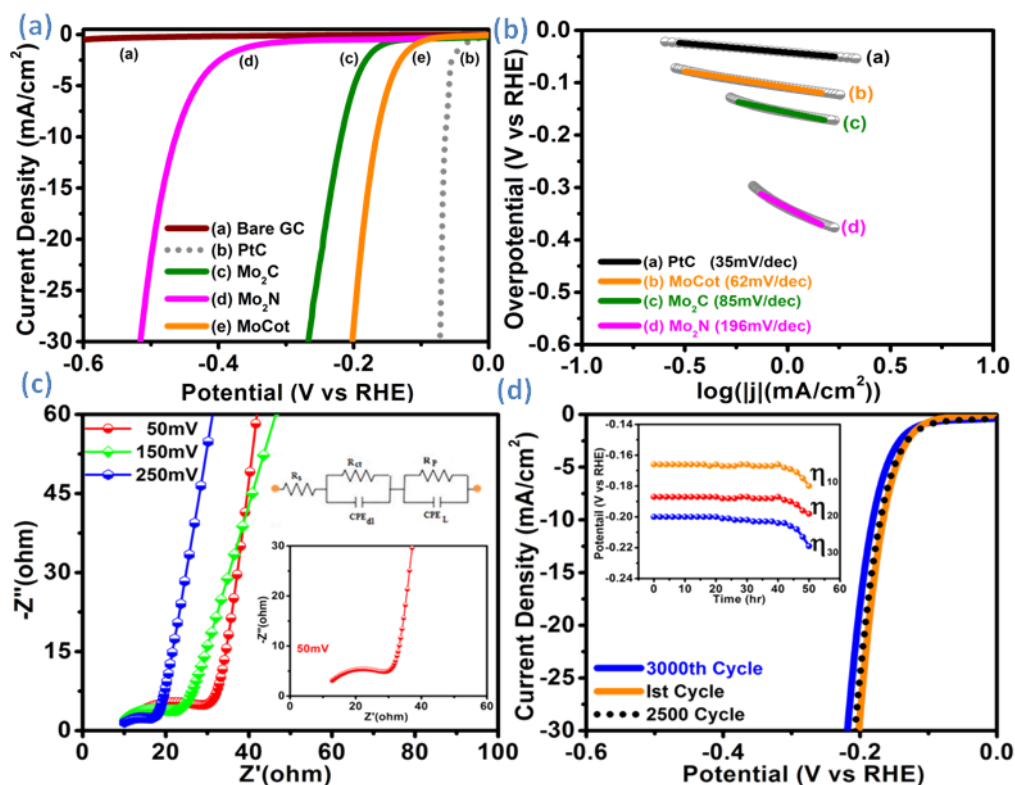 (a)
0
-5
-10
-15
-20
-25
-30
Current Density (mA/cm²)
(a)
(d)
(c)
(e)
(b)
(a) Bare GC
(b) PtC
(c) Mo₂C
(d) Mo₂N
(e) MoCot
-0.6
-0.4
-0.2
0.0
Potential (V vs RHE)
(b)
0.0
-0.1
-0.2
-0.3
-0.4
-0.5
-0.6
Overpotential (V vs RHE)
(a)
(b)
(c)
(d)
(a) PtC (35mV/dec)
(b) MoCot (62mV/dec)
(c) Mo₂C (85mV/dec)
(d) Mo₂N (196mV/dec)
-1.0
-0.5
0.0
0.5
1.0
log(|j|(mA/cm²))
(c)
60
45
30
15
0
-Z"(ohm)
50mV
150mV
250mV
Rs
Rct
CPEdl
RP
CPEL
30
20
10
0
-Z"(ohm)
50mV
0
20
40
60
Z'(ohm)
0
20
40
60
80
100
Z'(ohm)
(d)
0
-5
-10
-15
-20
-25
-30
Current Density (mA/cm²)
-0.14
-0.16
-0.18
-0.20
-0.22
-0.24
Potentail (V vs RHE)
η10
η20
η30
0
10
20
30
40
50
60
Time (hr)
3000th Cycle
Ist Cycle
2500 Cycle
-0.6
-0.4
-0.2
0.0
Potential (V vs RHE)